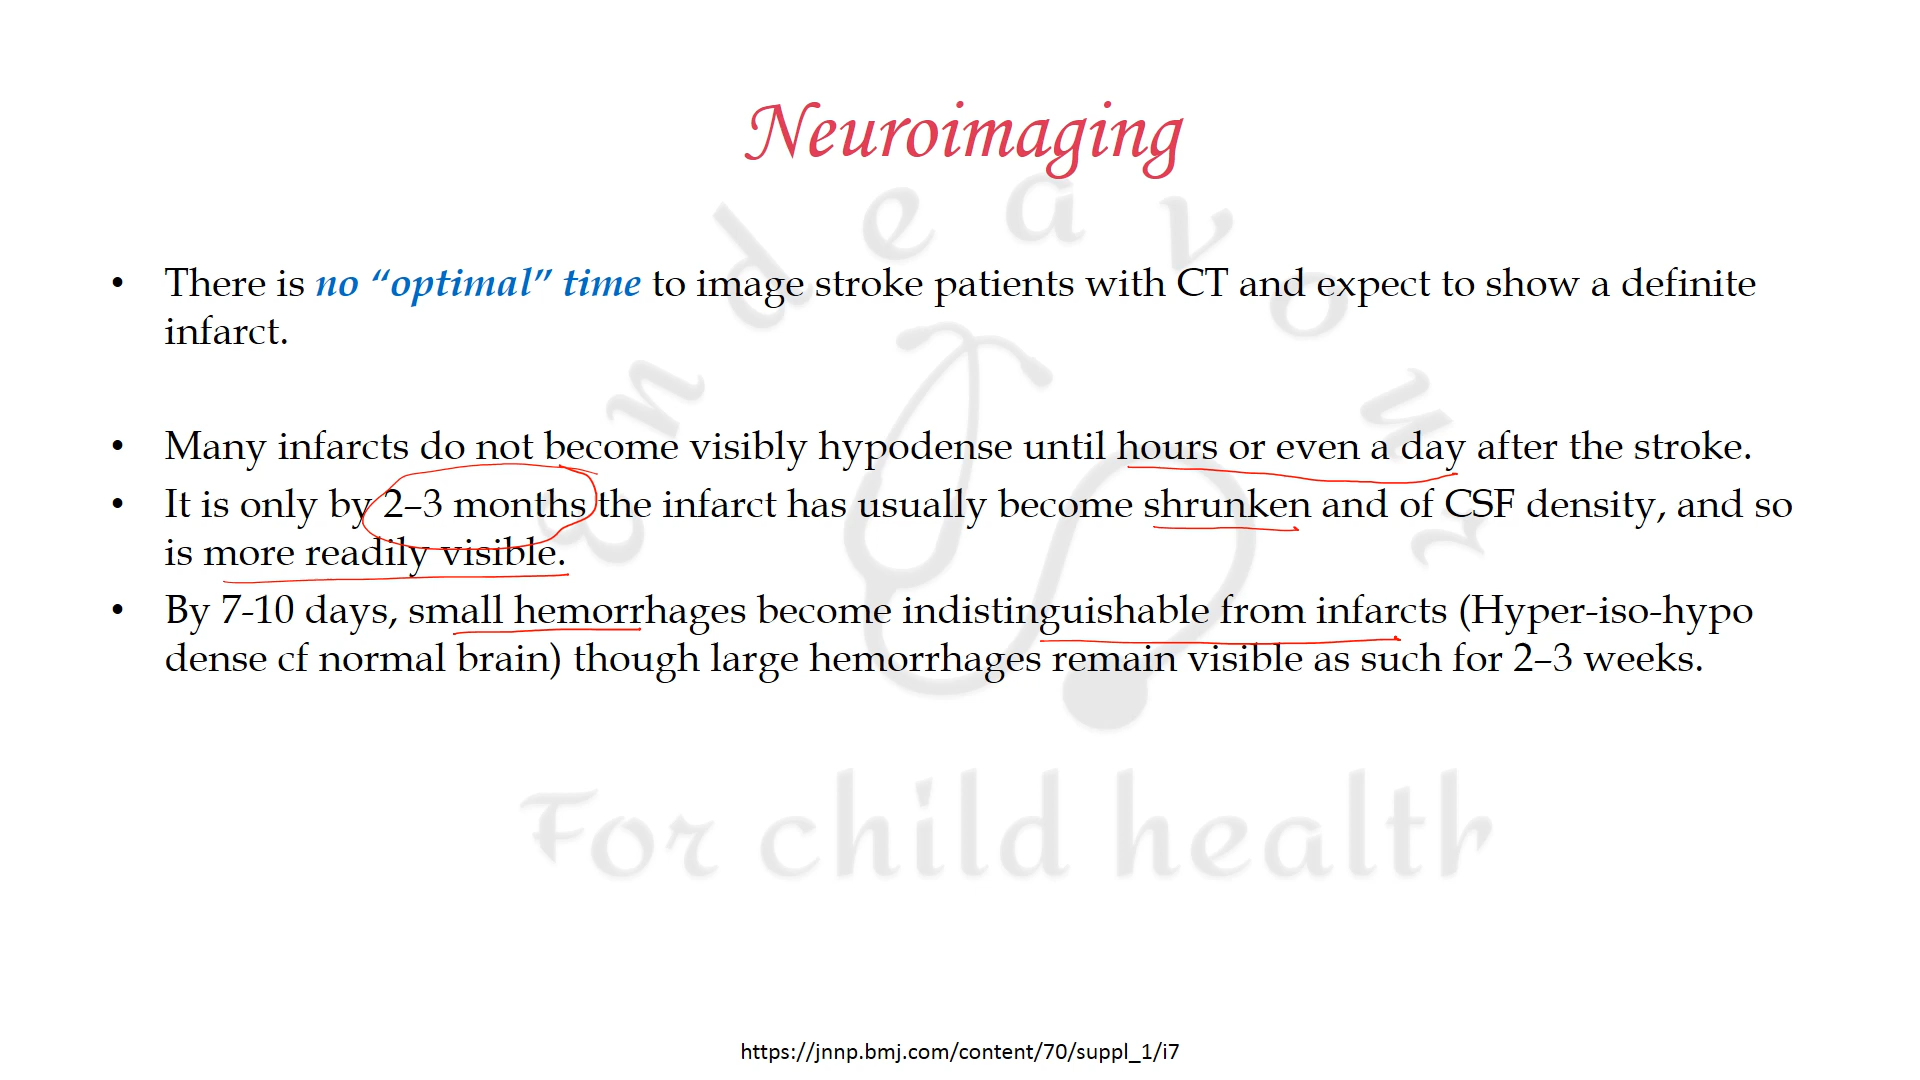 Neuroimaging
• There is no “optimal” time to image stroke patients with CT and expect to show a definite
infarct.
• Many infarcts do not become visibly hypodense until hours or even a day after the stroke.
• It is only by 2–3 months the infarct has usually become shrunken and of CSF density, and so
is more readily visible.
• By 7-10 days, small hemorrhages become indistinguishable from infarcts (Hyper-iso-hypo
dense cf normal brain) though large hemorrhages remain visible as such for 2–3 weeks.
Endeavour
For child health
https://jnnp.bmj.com/content/70/suppl_1/i7